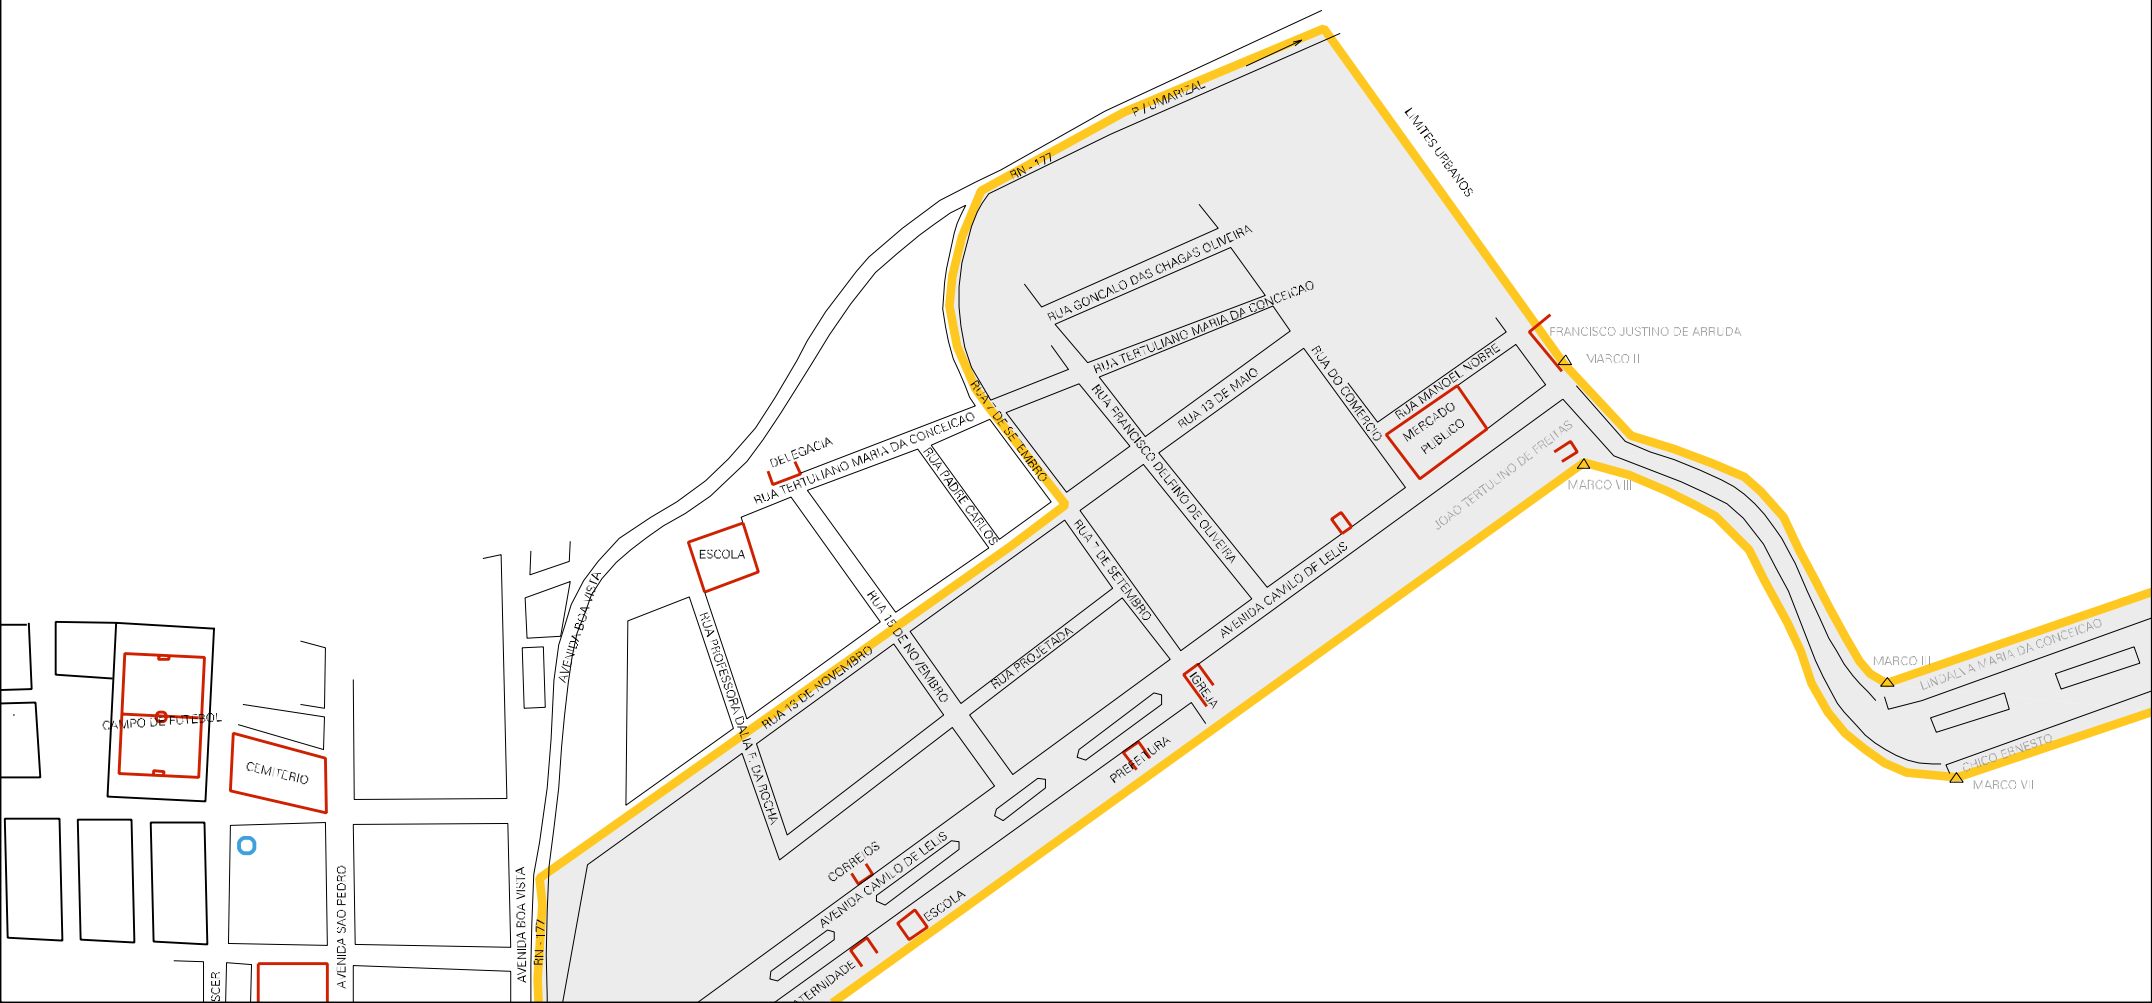 P / UMARIZAL
RN - 177
LIMITES URBANOS
RUA GONCALO DAS CHAGAS OLIVEIRA
RUA TERTULIANO MARIA DA CONCEICAO
FRANCISCO JUSTINO DE ARRUDA
MARCO II
RUA MANOEL NOBRE
RUA DO COMERCIO
RUA 13 DE MAIO
RUA 7 DE SETEMBRO
RUA FRANCISCO DELFINO DE OLIVEIRA
MERCADO
PUBLICO
DELEGACIA
RUA TERTULIANO MARIA DA CONCEICAO
RUA PADRE CARLOS
JOAO TERTULINO DE FREITAS
MARCO VIII
ESCOLA
RUA 7 DE SETEMBRO
AVENIDA CAMILO DE LELIS
AVENIDA BOA VISTA
RUA 15 DE NOVEMBRO
RUA PROFESSORA DALIA F. DA ROCHA
RUA PROJETADA
RUA 13 DE NOVEMBRO
IGREJA
PREFEITURA
MARCO III
LINDALVA MARIA DA CONCEICAO
CHICO ERNESTO
MARCO VII
CAMPO DE FUTEBOL
CEMITERIO
CORREIOS
AVENIDA CAMILO DE LELIS
ESCOLA
ATERNIDADE
AVENIDA SAO PEDRO
AVENIDA BOA VISTA
RN - 177
SCER